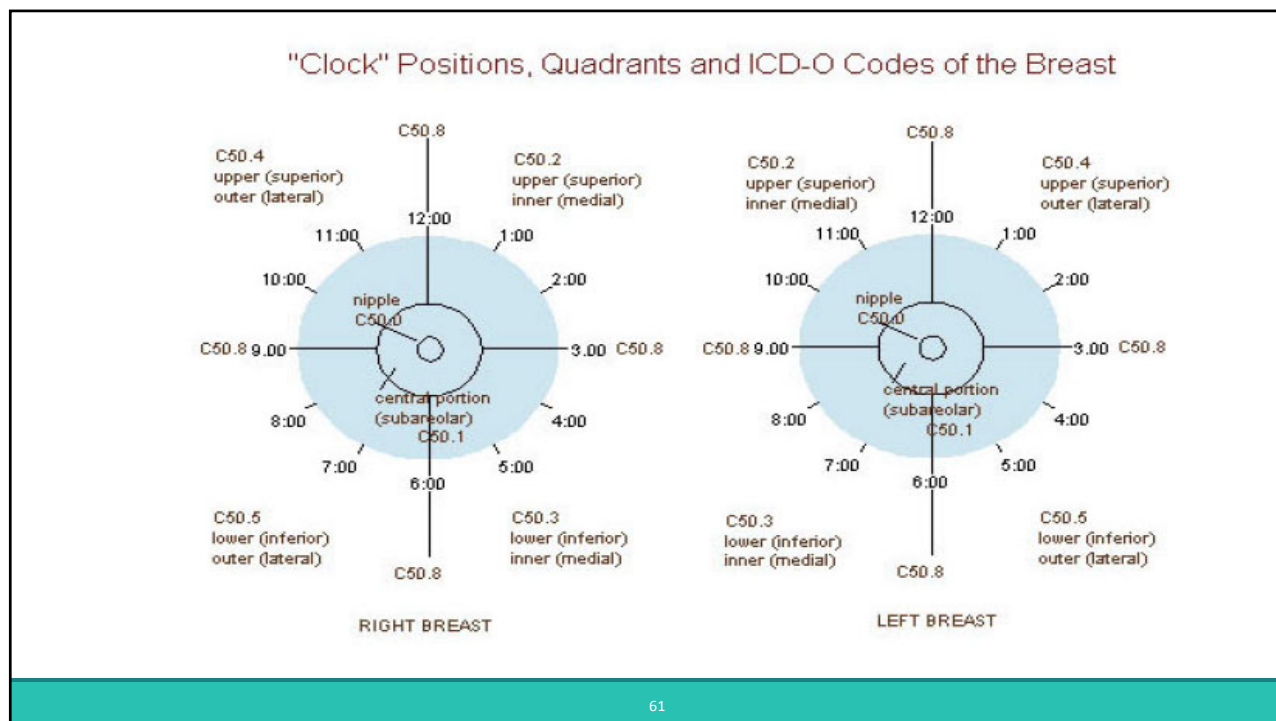 "Clock" Positions, Quadrants and ICD-O Codes of the Breast
C50.8
C50.4
upper (superior)
outer (lateral)
C50.2
upper (superior)
inner (medial)
12:00
11:00
1:00
10:00
2:00
nipple
C50.0
C50.8 9.00
3.00 C50.8
central portion
(subareolar)
C50.1
8:00
4:00
7:00
5:00
6:00
C50.5
lower (inferior)
outer (lateral)
C50.3
lower (inferior)
inner (medial)
C50.8
RIGHT BREAST
C50.8
C50.2
upper (superior)
inner (medial)
C50.4
upper (superior)
outer (lateral)
12:00
11:00
1:00
10:00
2:00
nipple
C50.0
C50.8 9.00
3.00 C50.8
central portion
(subareolar)
C50.1
8:00
4:00
7:00
5:00
6:00
C50.3
lower (inferior)
inner (medial)
C50.5
lower (inferior)
outer (lateral)
C50.8
LEFT BREAST
61